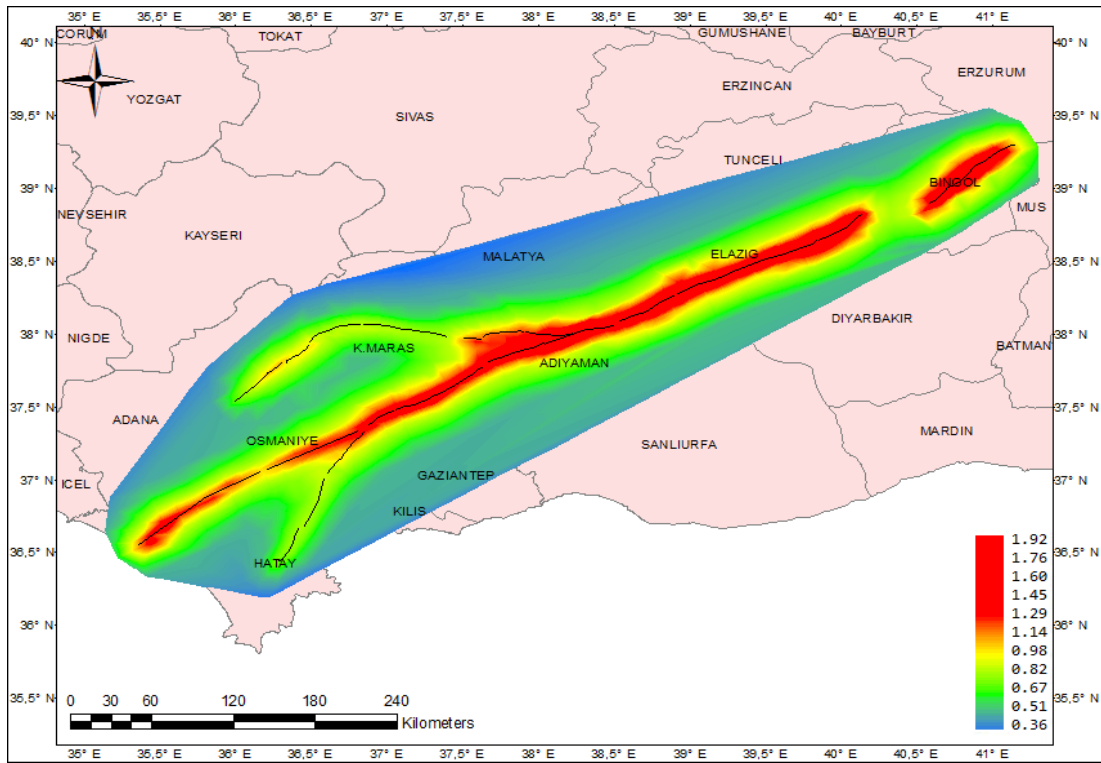 35° E 35,5° E 36° E 36,5° E 37° E 37,5° E 38° E 38,5° E 39° E 39,5° E 40° E 40,5° E 41° E
40° N CORUM TOKAT GUMUSHANE BAYBURT 40° N
ERZURUM
YOZGAT ERZINCAN
39,5° N SIVAS 39,5° N
TUNCELI
39° N BINGOL 39° N
NEVSEHIR MUS
KAYSERI
38,5° N MALATYA ELAZIG 38,5° N
DIYARBAKIR
38° N NIGDE K.MARAS BATMAN 38° N
ADIYAMAN
37,5° N ADANA 37,5° N
OSMANIYE SANLIURFA MARDIN
37° N ICEL GAZIANTEP 37° N
KILIS
36,5° N HATAY 36,5° N
1.92
1.76
1.60
1.45
1.29
36° N 36° N
1.14
0.98
0.82
0.67
0.51
0.36
35,5° N 35,5° N
0 30 60 120 180 240
Kilometers
35° E 35,5° E 36° E 36,5° E 37° E 37,5° E 38° E 38,5° E 39° E 39,5° E 40° E 40,5° E 41° E